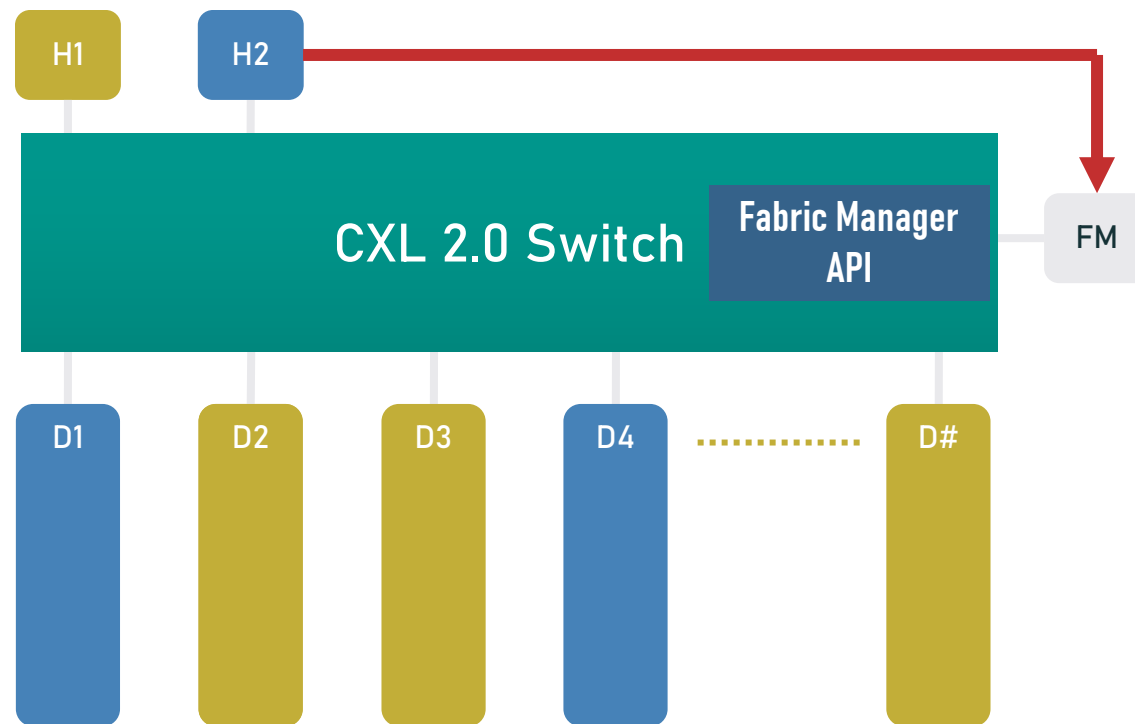 H1
H2
CXL 2.0 Switch
Fabric Manager
API
FM
D1
D2
D3
D4
D#